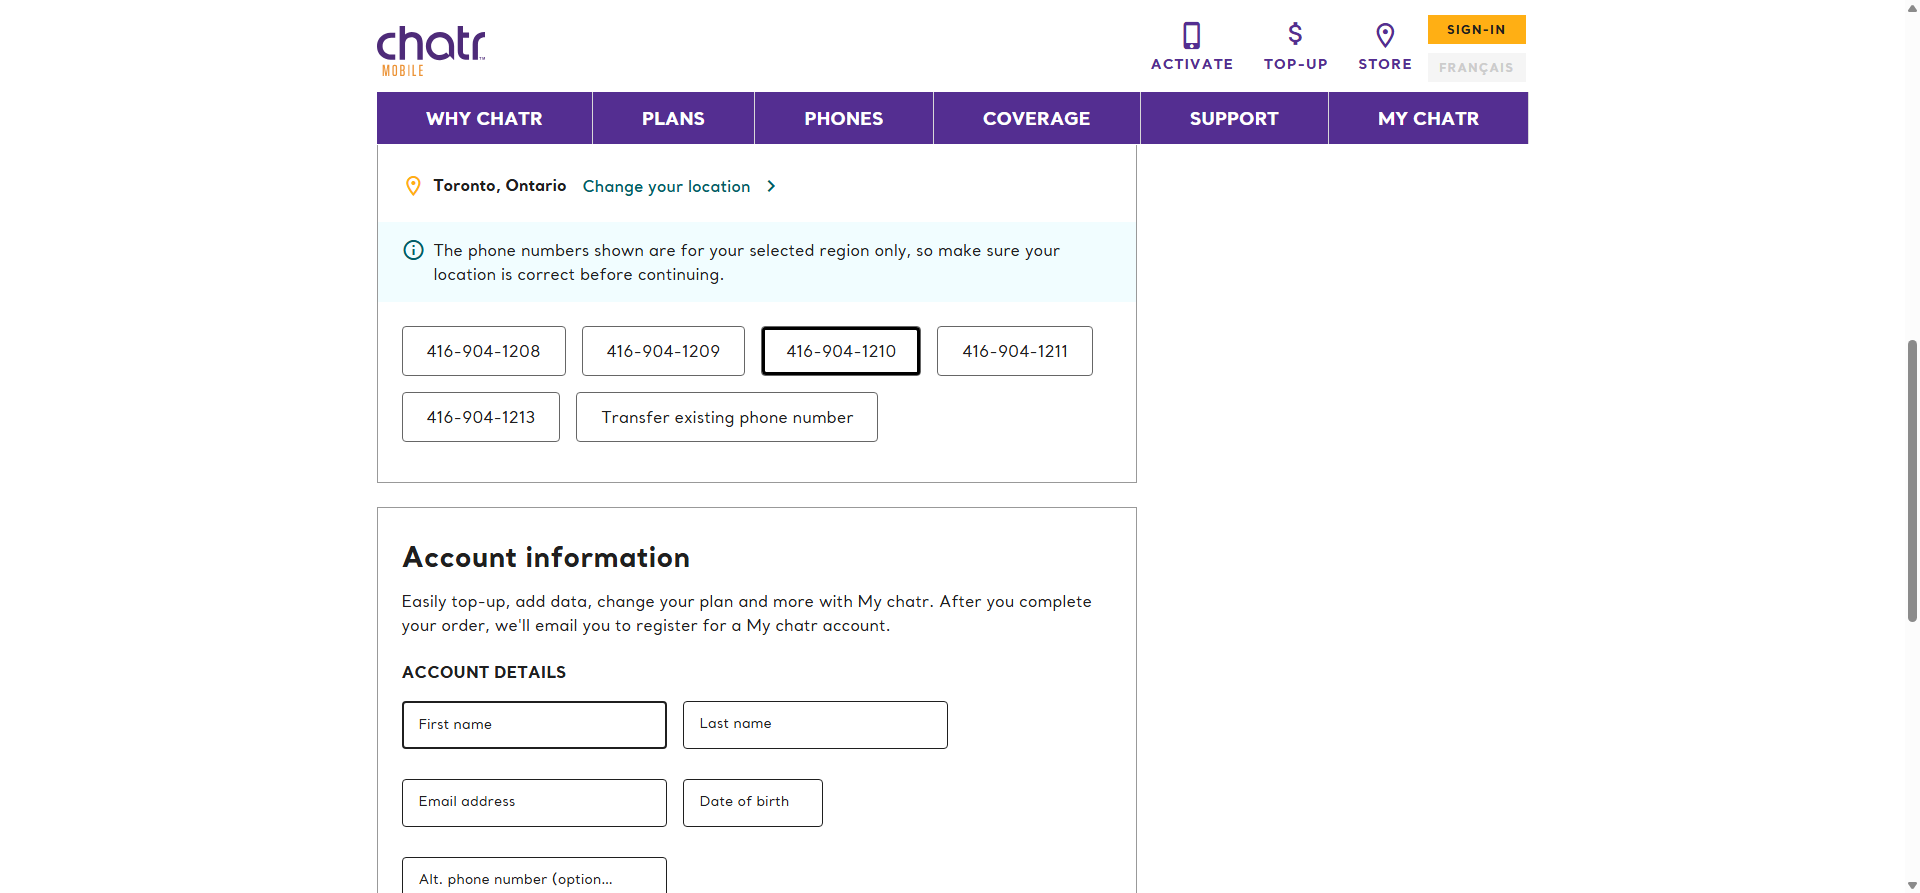 chatr™
MOBILE
ACTIVATE
TOP-UP
STORE
SIGN-IN
FRANÇAIS
WHY CHATR
PLANS
PHONES
COVERAGE
SUPPORT
MY CHATR
Toronto, Ontario Change your location
The phone numbers shown are for your selected region only, so make sure your
location is correct before continuing.
416-904-1208
416-904-1209
416-904-1210
416-904-1211
416-904-1213
Transfer existing phone number
Account information
Easily top-up, add data, change your plan and more with My chatr. After you complete
your order, we'll email you to register for a My chatr account.
ACCOUNT DETAILS
First name
Last name
Email address
Date of birth
Alt. phone number (option...